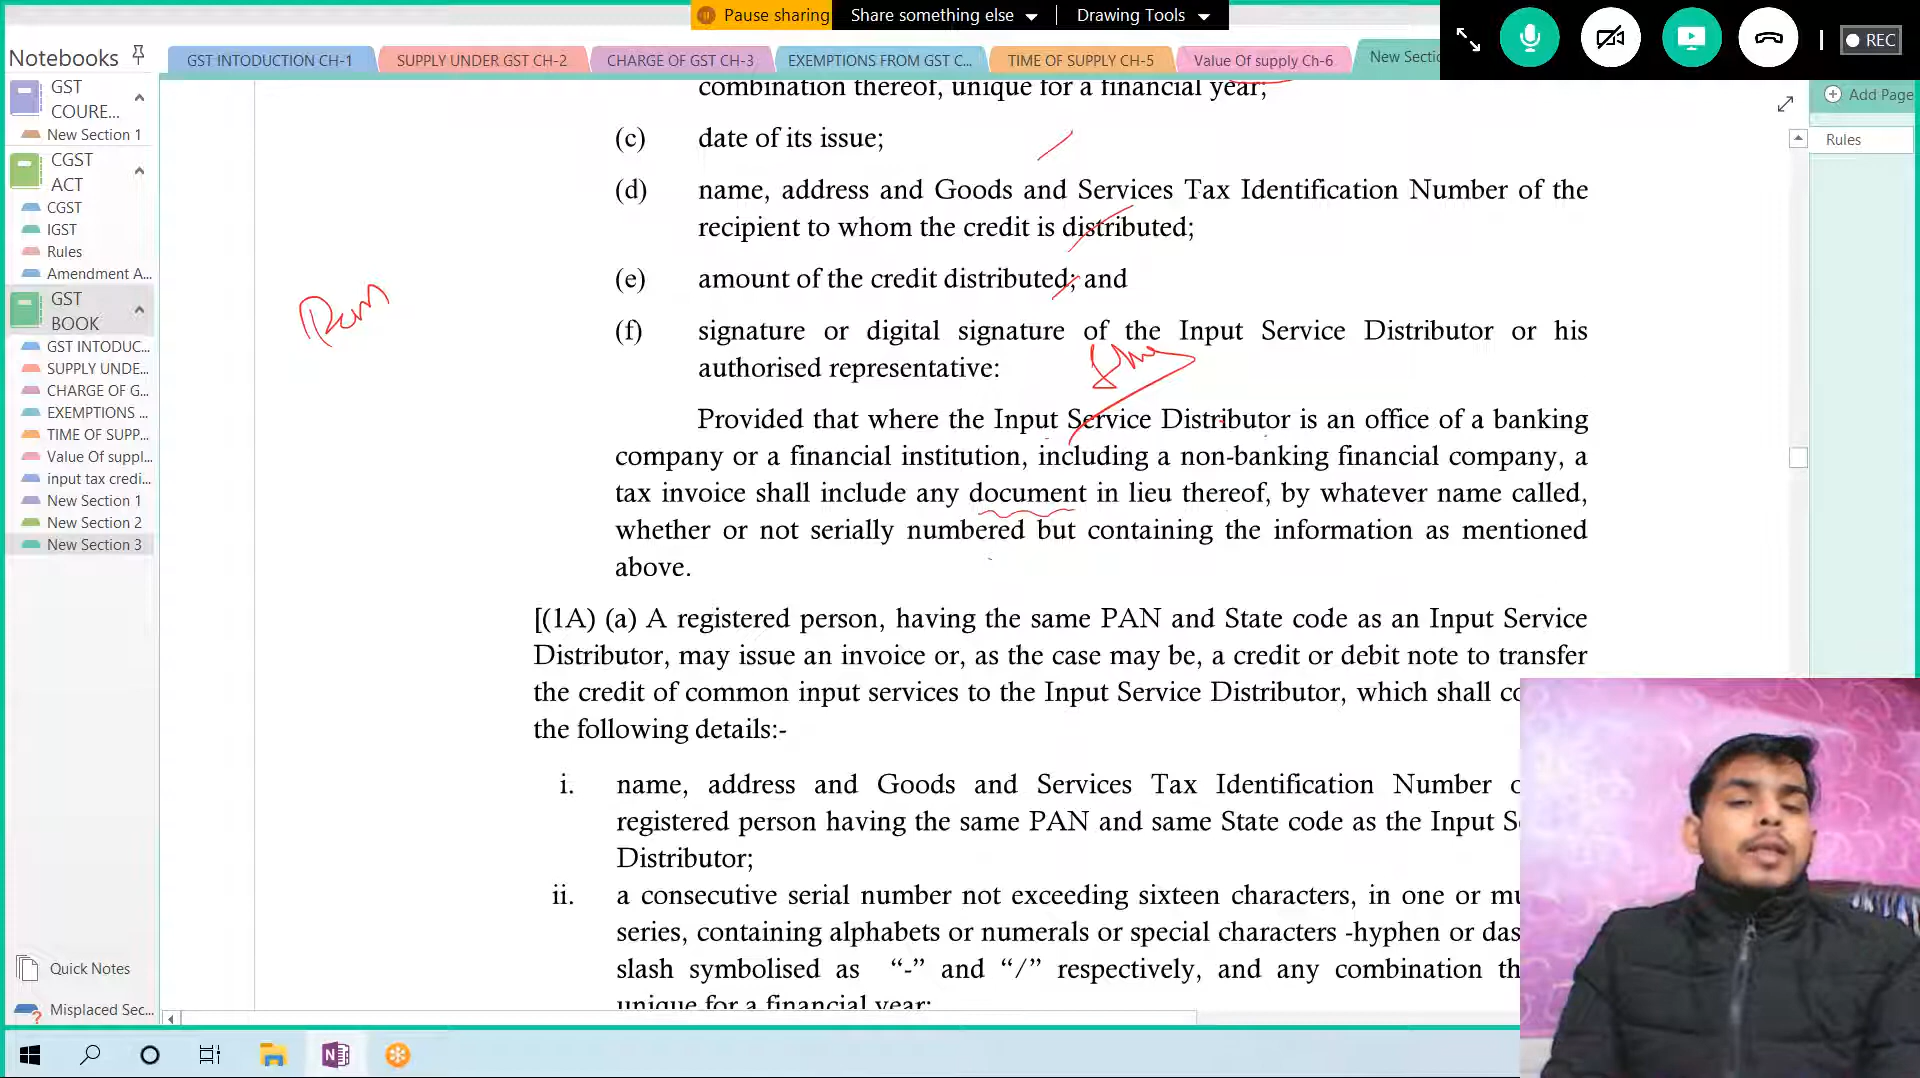 Pause sharing
Share something else
Drawing Tools
REC
Notebooks
GST INTODUCTION CH-1
SUPPLY UNDER GST CH-2
CHARGE OF GST CH-3
EXEMPTIONS FROM GST C...
TIME OF SUPPLY CH-5
Value Of supply Ch-6
New Sectio
Add Page
Rules
GST
COURE...
New Section 1
CGST
ACT
CGST
IGST
Rules
Amendment A...
GST
BOOK
GST INTODUC...
SUPPLY UNDE...
CHARGE OF G...
EXEMPTIONS ...
TIME OF SUPP...
Value Of suppl...
input tax credi...
New Section 1
New Section 2
New Section 3
Quick Notes
Misplaced Sec...
combination thereof, unique for a financial year;
(c) date of its issue;
(d) name, address and Goods and Services Tax Identification Number of the
recipient to whom the credit is distributed;
(e) amount of the credit distributed; and
(f) signature or digital signature of the Input Service Distributor or his
authorised representative:
Provided that where the Input Service Distributor is an office of a banking
company or a financial institution, including a non-banking financial company, a
tax invoice shall include any document in lieu thereof, by whatever name called,
whether or not serially numbered but containing the information as mentioned
above.
[(1A) (a) A registered person, having the same PAN and State code as an Input Service
Distributor, may issue an invoice or, as the case may be, a credit or debit note to transfer
the credit of common input services to the Input Service Distributor, which shall co
the following details:-
i. name, address and Goods and Services Tax Identification Number
registered person having the same PAN and same State code as the Input S
Distributor;
ii. a consecutive serial number not exceeding sixteen characters, in one or mu
series, containing alphabets or numerals or special characters -hyphen or das
slash symbolised as “-” and “/” respectively, and any combination th
unique for a financial year;